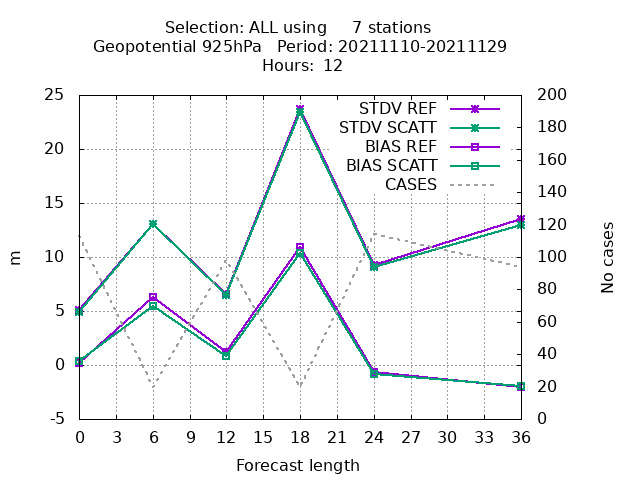 Selection: ALL using     7 stations
Geopotential 925hPa   Period: 20211110-20211129
Hours:  12
STDV REF
STDV SCATT
BIAS REF
BIAS SCATT
CASES
25
20
15
10
5
0
-5
m
200
180
160
140
120
100
80
60
40
20
0
No cases
0 3 6 9 12 15 18 21 24 27 30 33 36
Forecast length